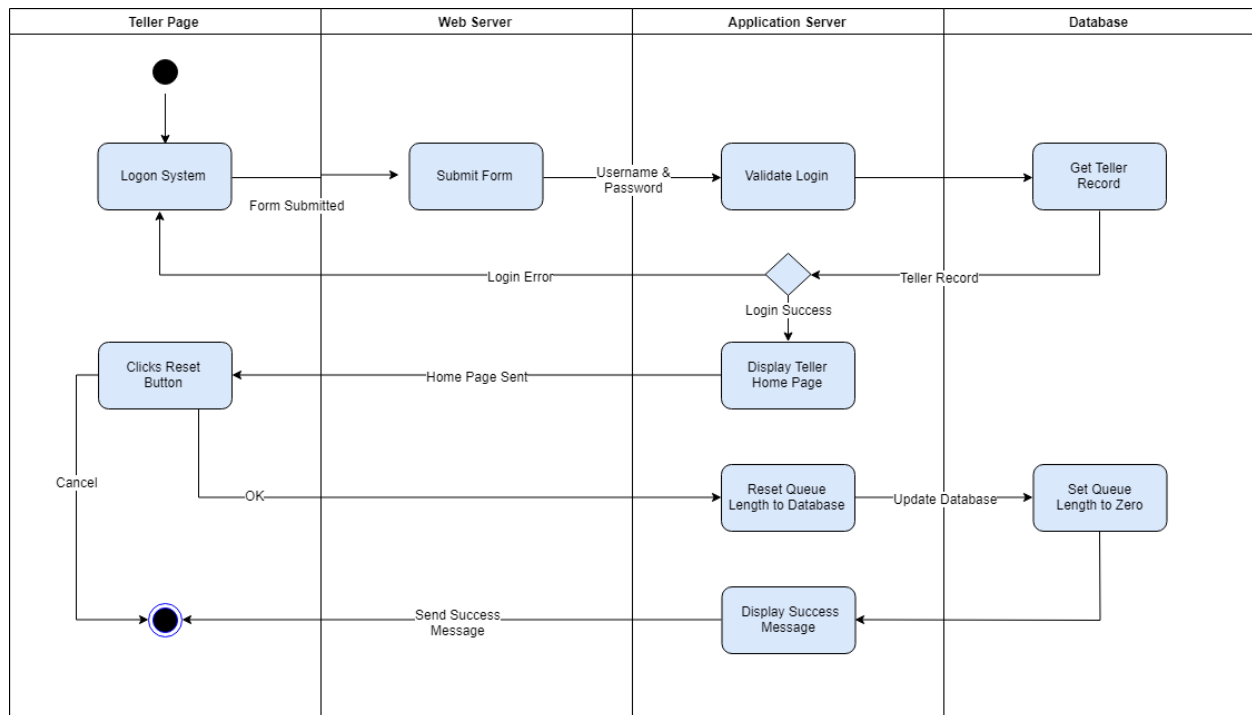 Teller Page
Web Server
Application Server
Database
Logon System
Form Submitted
Submit Form
Username &
Password
Validate Login
Get Teller
Record
Login Error
Teller Record
Login Success
Clicks Reset
Button
Home Page Sent
Display Teller
Home Page
Cancel
OK
Reset Queue
Length to Database
Update Database
Set Queue
Length to Zero
Send Success
Message
Display Success
Message